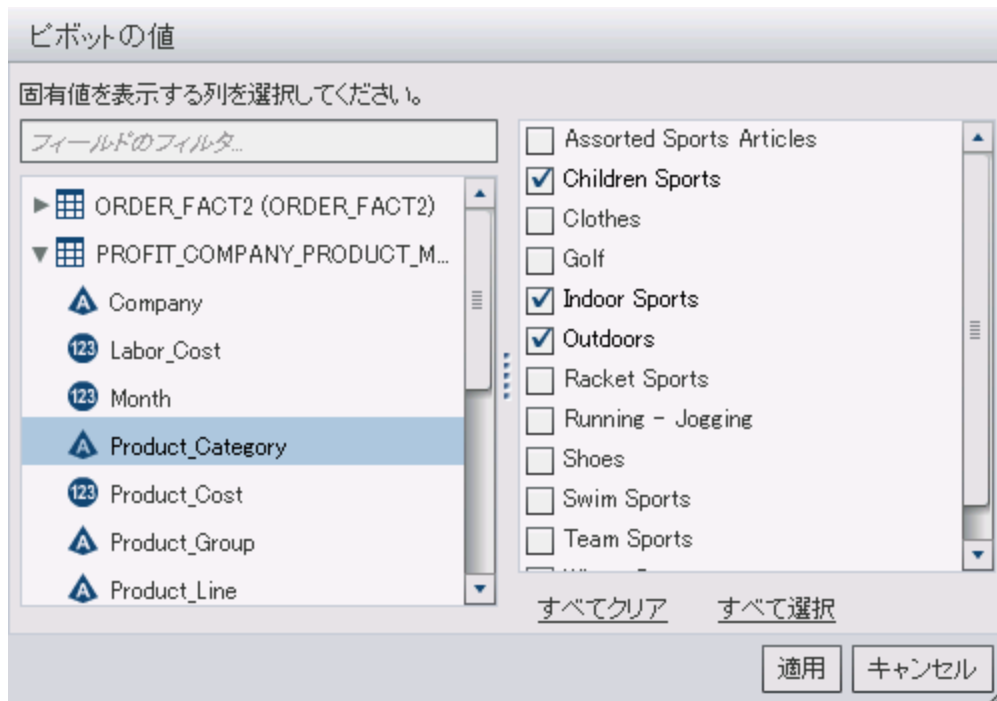 ピボットの値
固有値を表示する列を選択してください。
フィールドのフィルタ...
ORDER_FACT2 (ORDER_FACT2)
PROFIT_COMPANY_PRODUCT_M...
Company
Labor_Cost
Month
Product_Category
Product_Cost
Product_Group
Product_Line
Assorted Sports Articles
Children Sports
Clothes
Golf
Indoor Sports
Outdoors
Racket Sports
Running - Jogging
Shoes
Swim Sports
Team Sports
すべてクリア すべて選択
適用 キャンセル